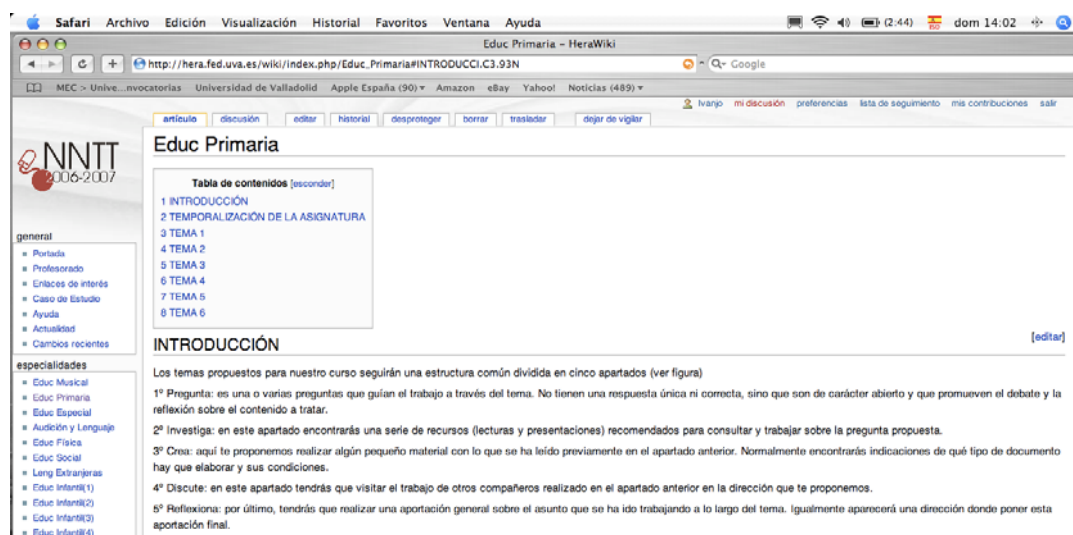 Safari Archivo Edición Visualización Historial Favoritos Ventana Ayuda (2:44) ISO dom 14:02
Educ Primaria – HeraWiki
http://hera.fed.uva.es/wiki/index.php/Educ_Primaria#INTRODUCCI.C3.93N Google
MEC > Unive...nvocatorias Universidad de Valladolid Apple España (90) Amazon eBay Yahoo! Noticias (489)
Ivanjo mi discusión preferencias lista de seguimiento mis contribuciones salir
artículo discusión editar historial desproteger borrar trasladar dejar de vigilar
NNTT
2006-2007
Educ Primaria
Tabla de contenidos [esconder]
1 INTRODUCCIÓN
2 TEMPORALIZACIÓN DE LA ASIGNATURA
3 TEMA 1
4 TEMA 2
5 TEMA 3
6 TEMA 4
7 TEMA 5
8 TEMA 6
general
Portada
Profesorado
Enlaces de interés
Caso de Estudio
Ayuda
Actualidad
Cambios recientes
especialidades
Educ Musical
Educ Primaria
Educ Especial
Audición y Lenguaje
Educ Física
Educ Social
Leng Extranjeras
Educ Infantil(1)
Educ Infantil(2)
Educ Infantil(3)
Educ Infantil(4)
[editar]
INTRODUCCIÓN
Los temas propuestos para nuestro curso seguirán una estructura común dividida en cinco apartados (ver figura)
1º Pregunta: es una o varias preguntas que guían el trabajo a través del tema. No tienen una respuesta única ni correcta, sino que son de carácter abierto y que promueven el debate y la
reflexión sobre el contenido a tratar.
2º Investiga: en este apartado encontrarás una serie de recursos (lecturas y presentaciones) recomendados para consultar y trabajar sobre la pregunta propuesta.
3º Crea: aquí te proponemos realizar algún pequeño material con lo que se ha leído previamente en el apartado anterior. Normalmente encontrarás indicaciones de qué tipo de documento
hay que elaborar y sus condiciones.
4º Discute: en este apartado tendrás que visitar el trabajo de otros compañeros realizado en el apartado anterior en la dirección que te proponemos.
5º Reflexiona: por último, tendrás que realizar una aportación general sobre el asunto que se ha ido trabajando a lo largo del tema. Igualmente aparecerá una dirección donde poner esta
aportación final.